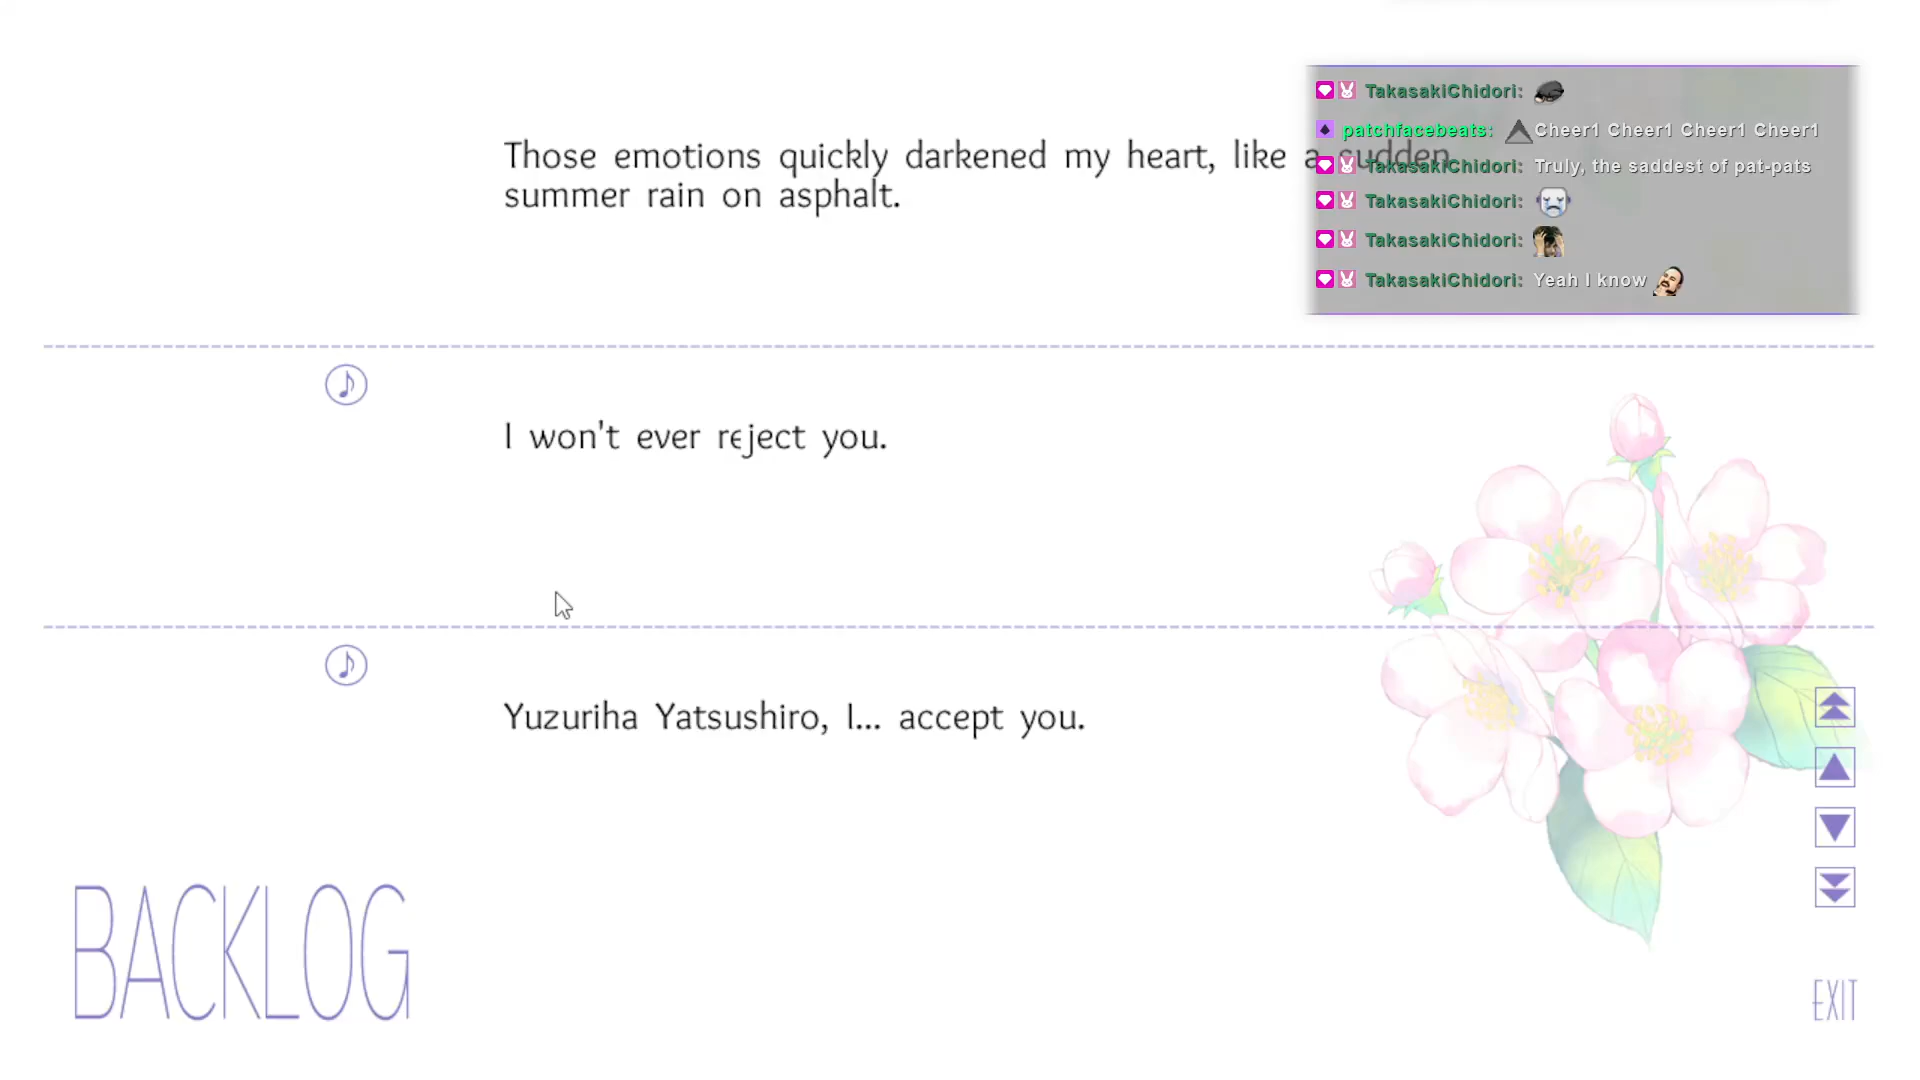 Those emotions quickly darkened my heart, like a sudden
summer rain on asphalt.
TakasakiChidori:
patchfacebeats: Cheer1 Cheer1 Cheer1 Cheer1
TakasakiChidori: Truly, the saddest of pat-pats
TakasakiChidori:
TakasakiChidori:
TakasakiChidori: Yeah I know
I won't ever reject you.
Yuzuriha Yatsushiro, I... accept you.
BACKLOG
EXIT